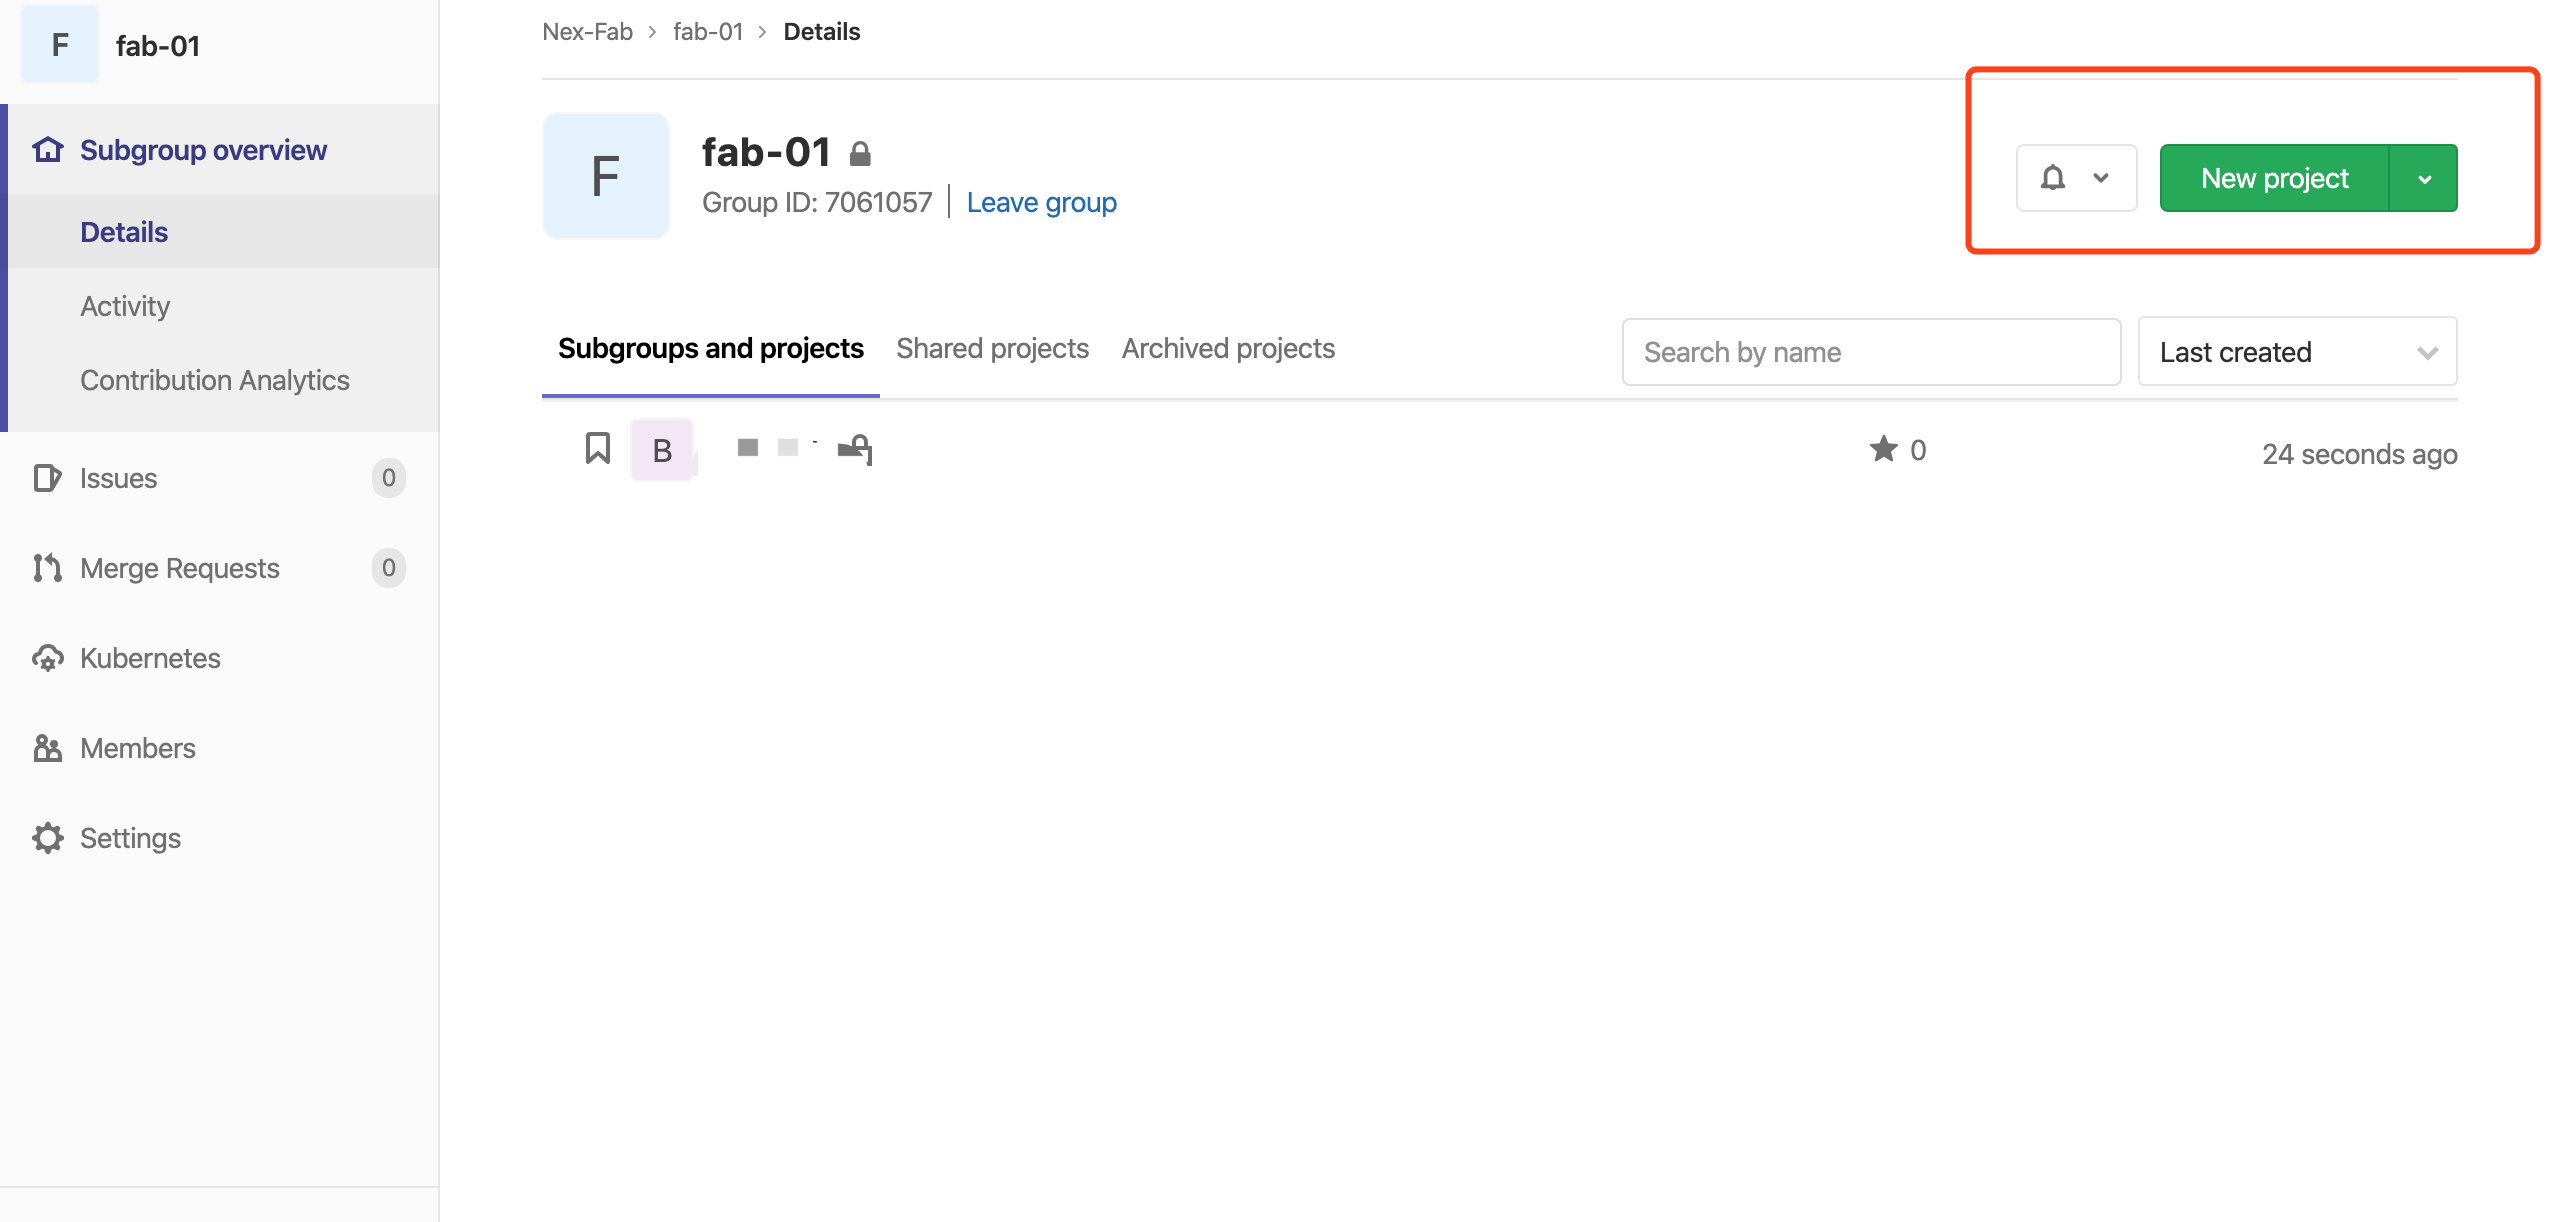 F fab-01
Subgroup overview
Details
Activity
Contribution Analytics
Issues 0
Merge Requests 0
Kubernetes
Members
Settings
Nex-Fab > fab-01 > Details
F
fab-01
Group ID: 7061057 | Leave group
New project
Subgroups and projects Shared projects Archived projects
Search by name
Last created
B
0
24 seconds ago